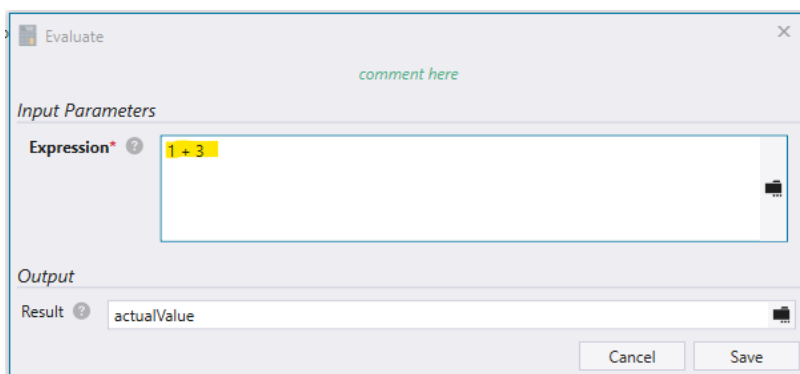 Evaluate
comment here
Input Parameters
Expression*
1 + 3
Output
Result
actualValue
Cancel Save